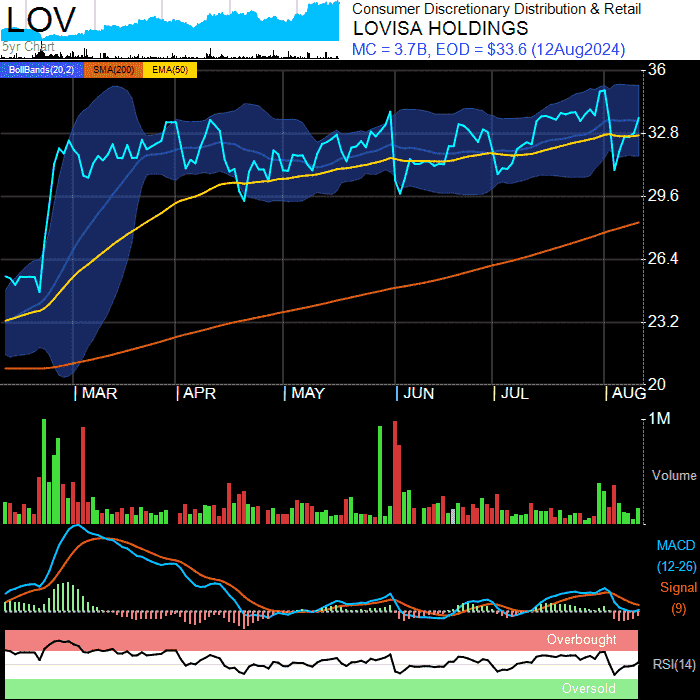 LOV
5yr Chart
Consumer Discretionary Distribution & Retail
LOVISA HOLDINGS
MC = 3.7B, EOD = $33.6 (12Aug2024)
BollBands(20,2) SMA(200) EMA(50)
36
32.8
29.6
26.4
23.2
20
MAR APR MAY JUN JUL AUG
1M
Volume
MACD
(12-26)
Signal
(9)
Overbought
RSI(14)
Oversold